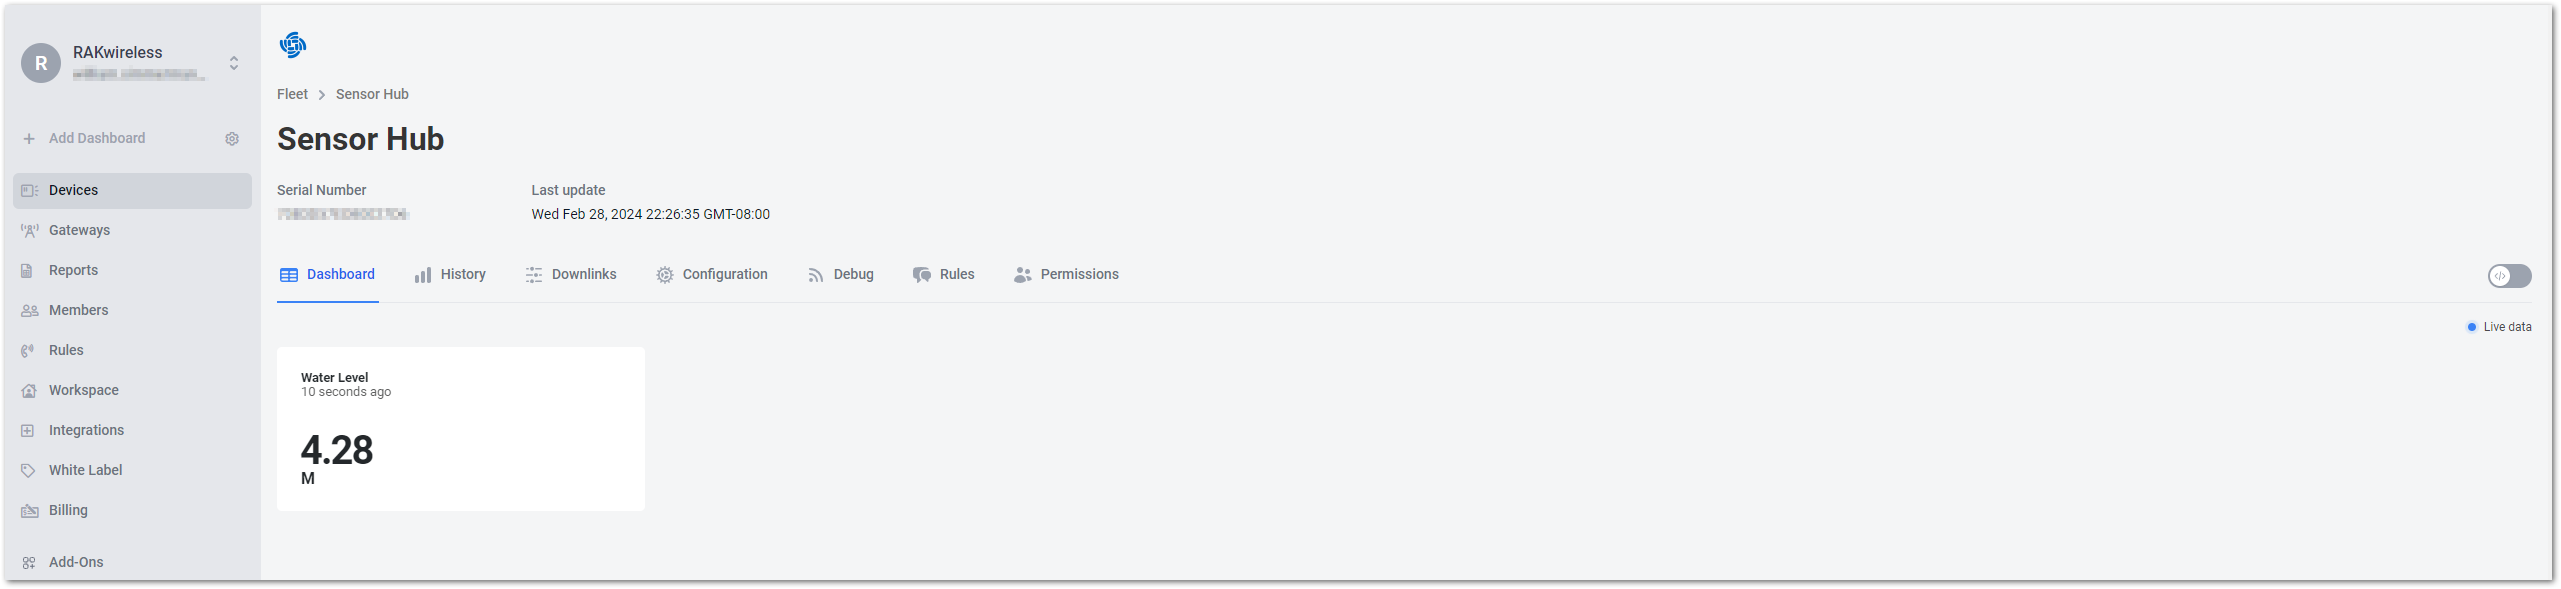 R
RAKwireless
Add Dashboard
Devices
Gateways
Reports
Members
Rules
Workspace
Integrations
White Label
Billing
Add-Ons
Fleet > Sensor Hub
Sensor Hub
Serial Number
Last update
Wed Feb 28, 2024 22:26:35 GMT-08:00
Dashboard History Downlinks Configuration Debug Rules Permissions
</>
Live data
Water Level
10 seconds ago
4.28
M